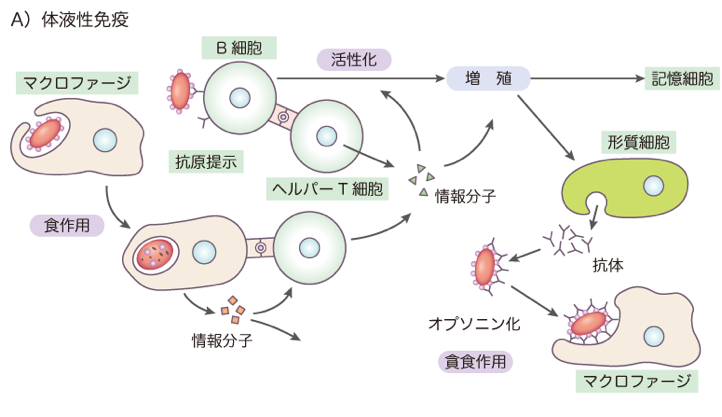 A）体液性免疫
B 細胞
活性化
マクロファージ
増　殖
記憶細胞
形質細胞
抗原提示
ヘルパー T 細胞
情報分子
食作用
抗体
オプソニン化
情報分子
貪食作用
マクロファージ